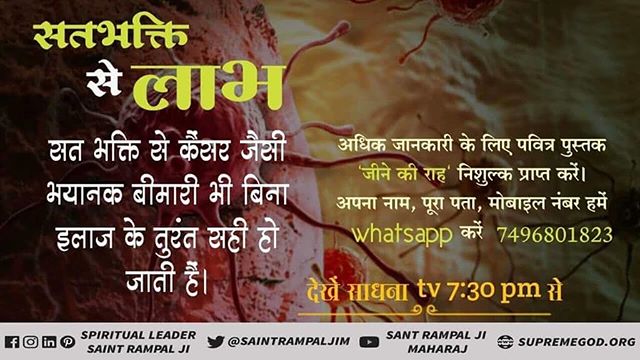 सतभक्ति
से लाभ
सत भक्ति से कैंसर जैसी
भयानक बीमारी भी बिना
इलाज के तुरंत सही हो
जाती हैं।
अधिक जानकारी के लिए पवित्र पुस्तक
'जीने की राह' निशुल्क प्राप्त करें।
अपना नाम, पूरा पता, मोबाइल नंबर हमें
whatsapp करें 7496801823
देखें साधना tv 7:30 pm से
SPIRITUAL LEADER
SAINT RAMPAL JI
@SAINTRAMPALJIM
SANT RAMPAL JI
MAHARAJ
SUPREMEGOD.ORG